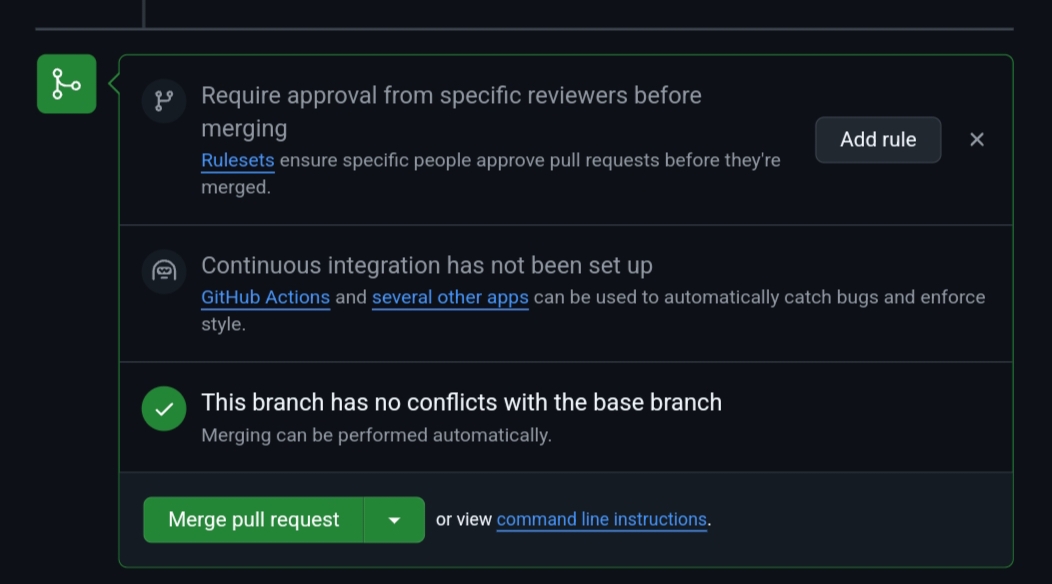 Require approval from specific reviewers before
merging
Add rule
Rulesets ensure specific people approve pull requests before they're
merged.
Continuous integration has not been set up
GitHub Actions and several other apps can be used to automatically catch bugs and enforce
style.
This branch has no conflicts with the base branch
Merging can be performed automatically.
Merge pull request or view command line instructions.